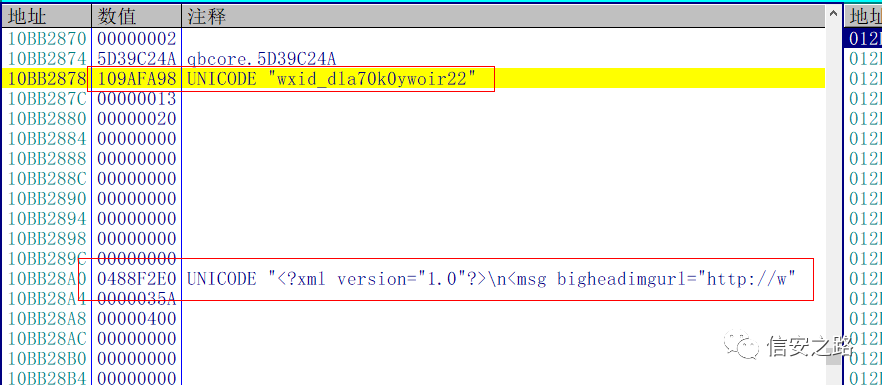 地址 数值 注释 地址
10BB2870 00000002 012
10BB2874 5D39C24A qbcore.5D39C24A 012
10BB2878 109AFA98 UNICODE "wxid_dla70k0ywoir22" 012
10BB287C 00000013 012
10BB2880 00000020 012
10BB2884 00000000 012
10BB2888 00000000 012
10BB288C 00000000 012
10BB2890 00000000 012
10BB2894 00000000 012
10BB2898 00000000 012
10BB289C 00000000 012
10BB28A0 0488F2E0 UNICODE "<?xml version="1.0"?>\n<msg bigheadimgurl="http://w" 012
10BB28A4 0000035A 012
10BB28A8 00000400 012
10BB28AC 00000000 012
10BB28B0 00000000 012
10BB28B4 00000000 012
信安之路